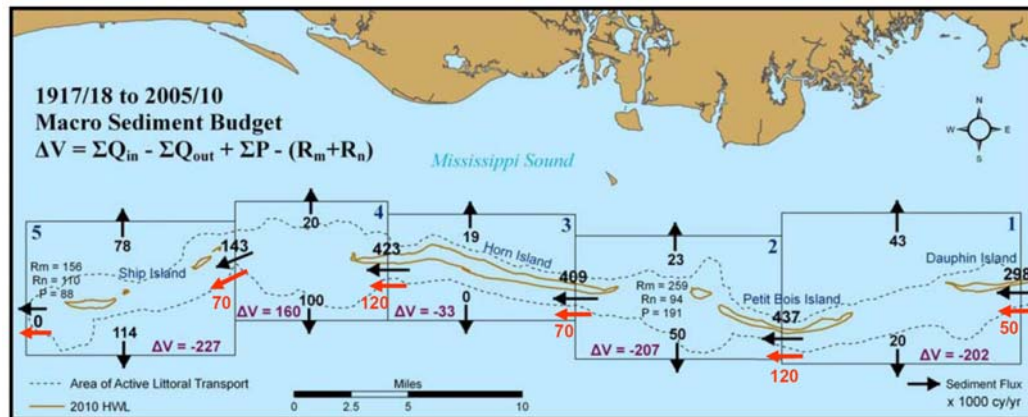 1917/18 to 2005/10
Macro Sediment Budget
ΔV = ΣQin - ΣQout + ΣP - (Rm+Rn)
Mississippi Sound
N
W E
S
5
78
143
Rm = 156
Rn = 110
P = 88
Ship Island
70
0
114
ΔV = -227
4
20
423
100
120
ΔV = 160
3
19
Horn Island
409
0
70
ΔV = -33
2
23
Rm = 259
Rn = 94
P = 191
Petit Bois Island
437
50
120
ΔV = -207
1
43
Dauphin Island
298
50
20
ΔV = -202
Area of Active Littoral Transport
2010 HWL
Miles
0 2.5 5 10
Sediment Flux
x 1000 cy/yr